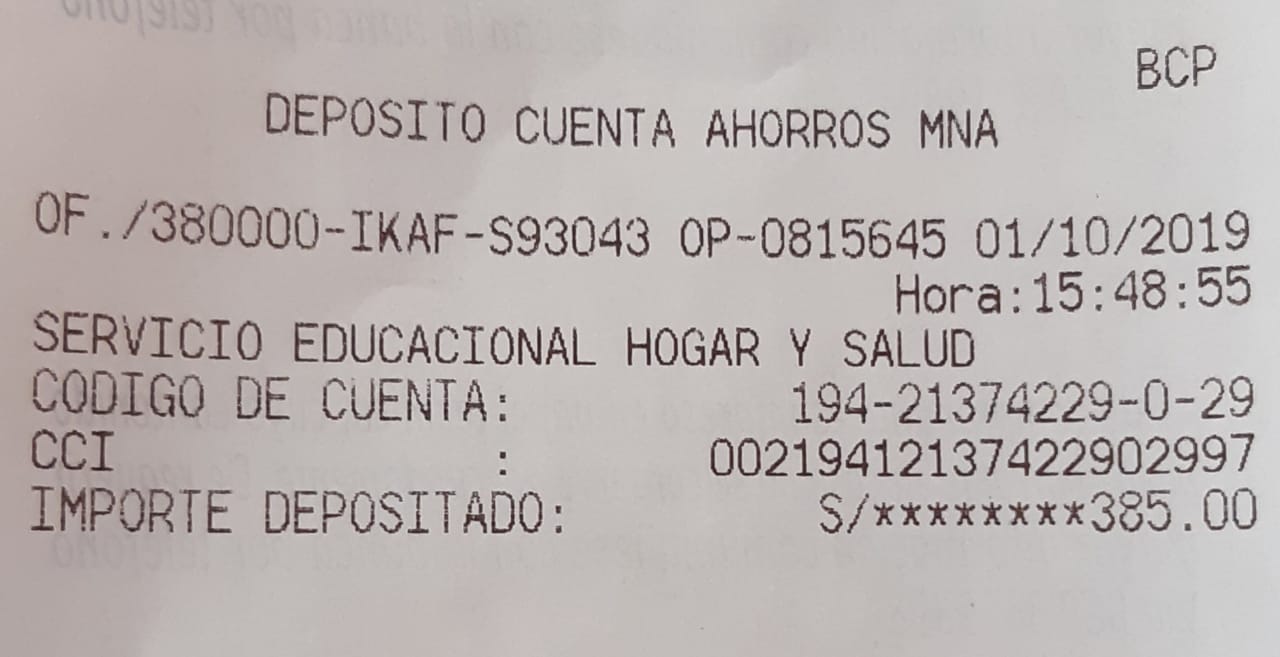 BCP
DEPOSITO CUENTA AHORROS MNA
OF./380000-IKAF-S93043 OP-0815645 01/10/2019
Hora:15:48:55
SERVICIO EDUCACIONAL HOGAR Y SALUD
CODIGO DE CUENTA: 194-21374229-0-29
CCI : 00219412137422902997
IMPORTE DEPOSITADO: S/********385.00